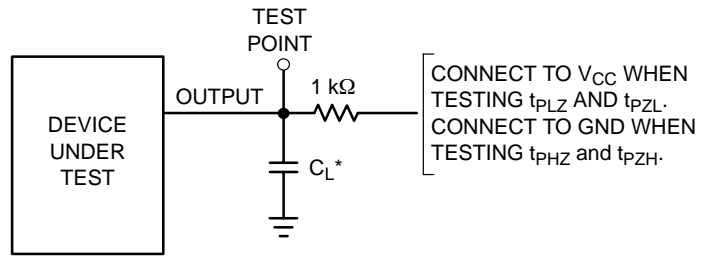 TEST
POINT
DEVICE
UNDER
TEST
OUTPUT
1 kΩ
C_L*
CONNECT TO V_CC WHEN
TESTING t_PLZ AND t_PZL.
CONNECT TO GND WHEN
TESTING t_PHZ and t_PZH.